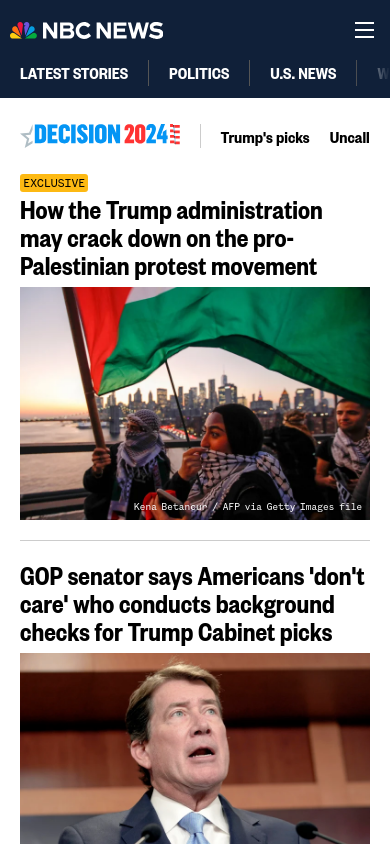 NBC NEWS
LATEST STORIES
POLITICS
U.S. NEWS
DECISION 2024
Trump's picks
Uncall
EXCLUSIVE
How the Trump administration
may crack down on the pro-
Palestinian protest movement
Kena Betancur / AFP via Getty Images file
GOP senator says Americans 'don't
care' who conducts background
checks for Trump Cabinet picks